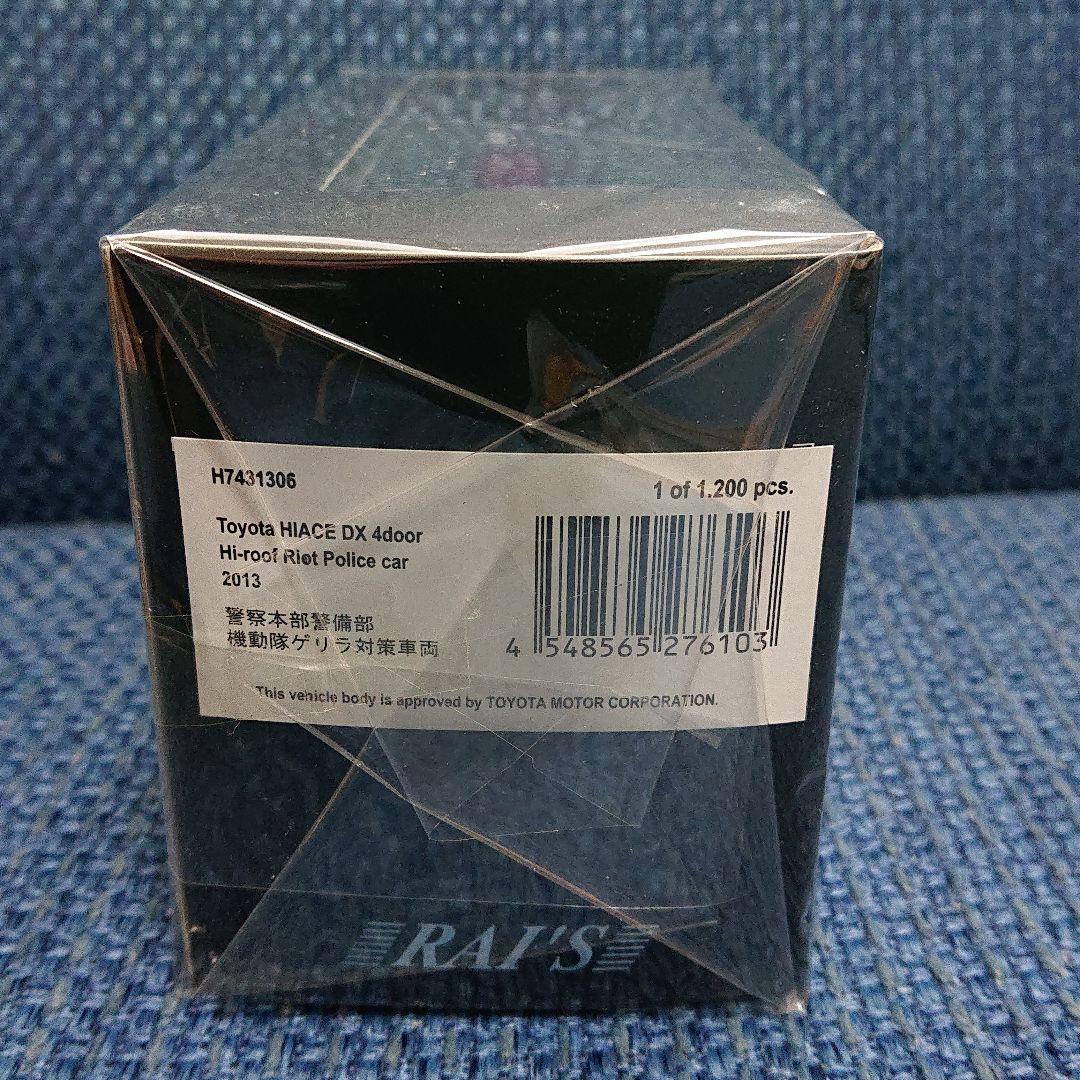 H7431306
1 of 1.200 pcs.
Toyota HIACE DX 4door
Hi-roof Riot Police car
2013
警察本部警備部
機動隊ゲリラ対策車両
4 548565 276103
This vehicle body is approved by TOYOTA MOTOR CORPORATION.
RAI'S